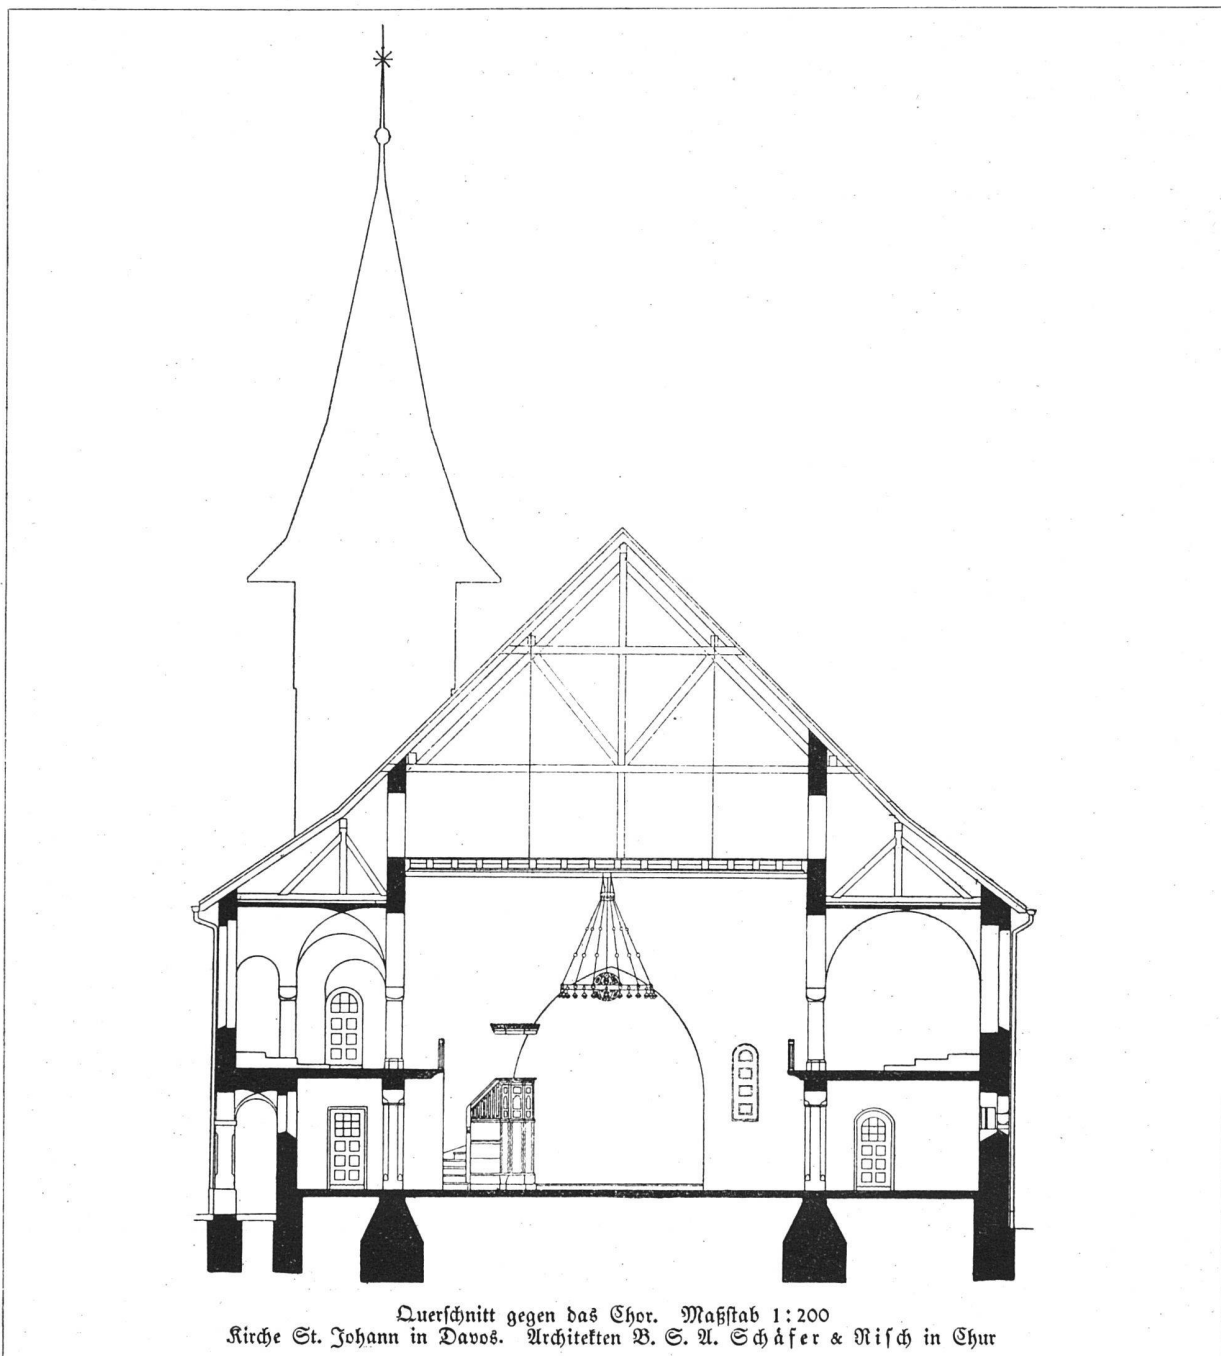 Querschnitt gegen das Chor. Maßstab 1:200
Kirche St. Johann in Davos. Architekten B. S. A. Schäfer & Risch in Chur